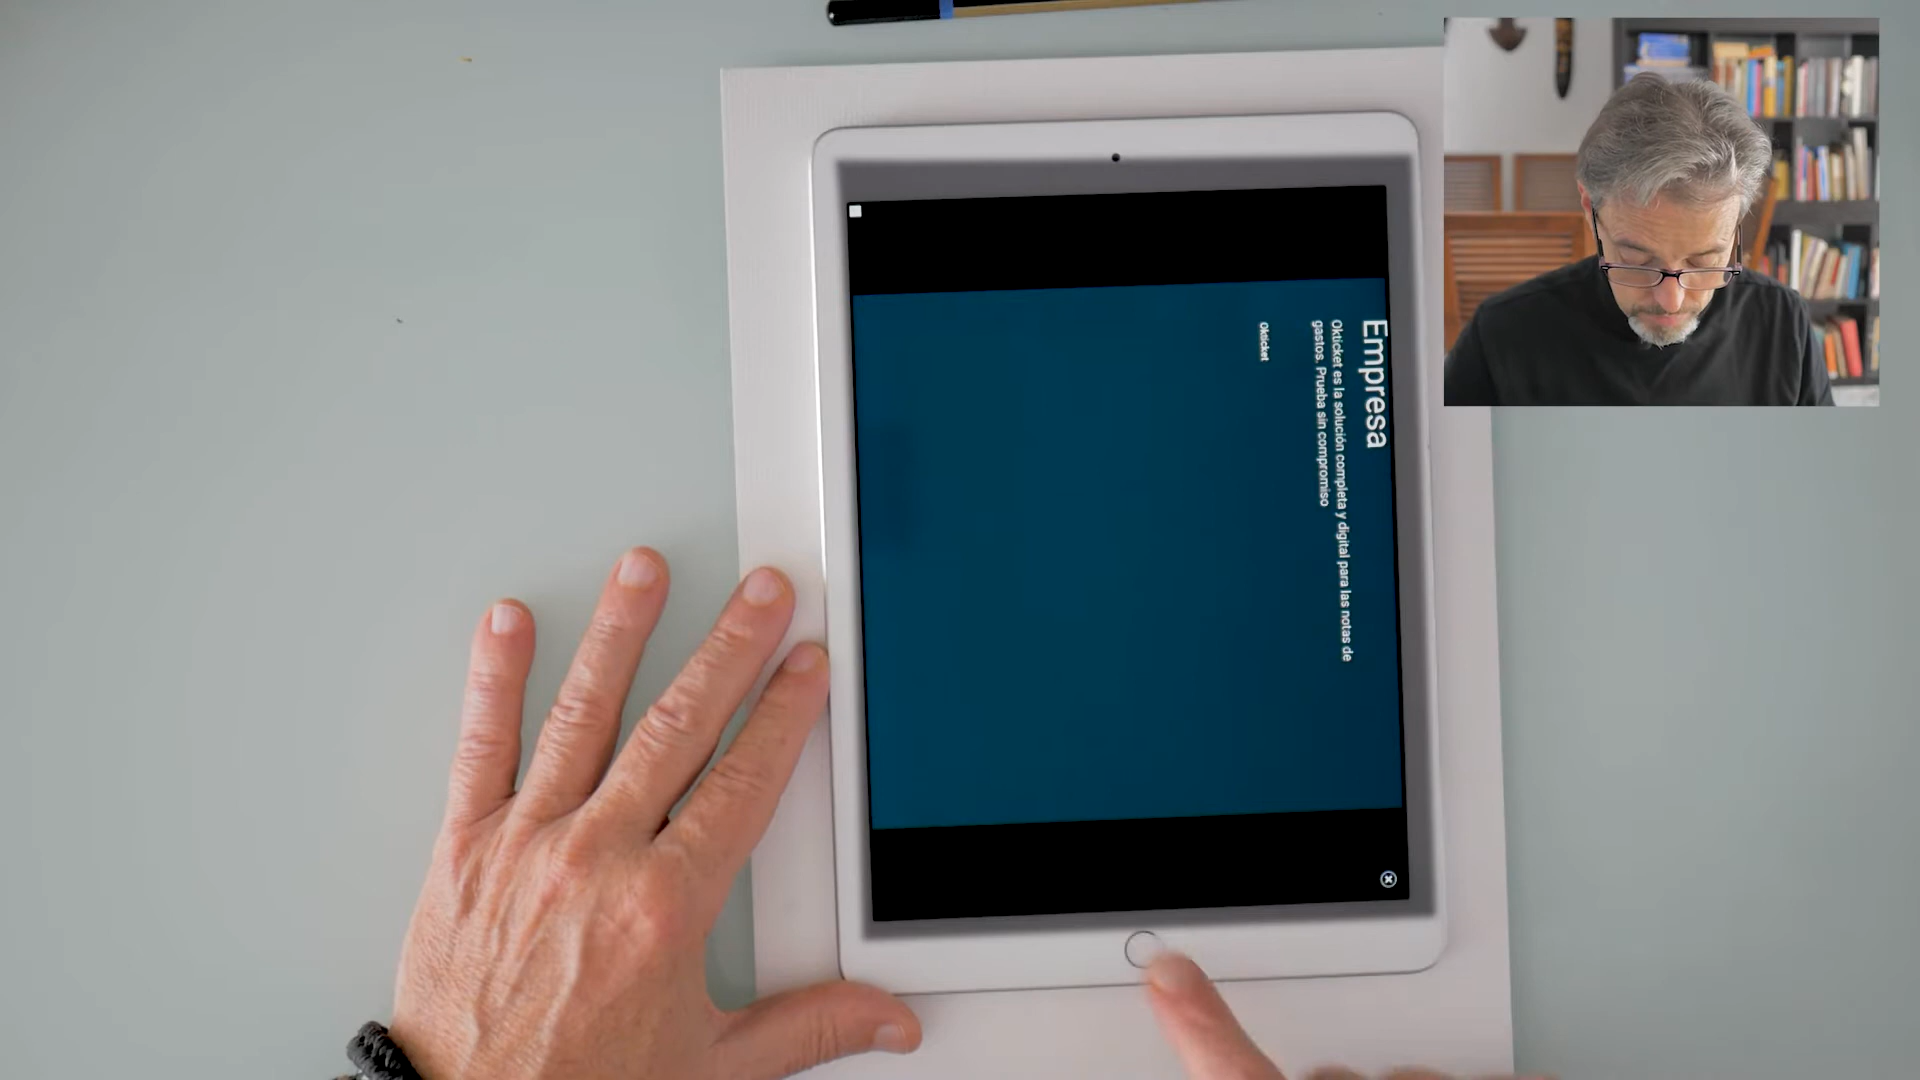 Empresa
Okticket es la solución completa y digital para las notas de
gastos. Prueba sin compromiso
Okticket